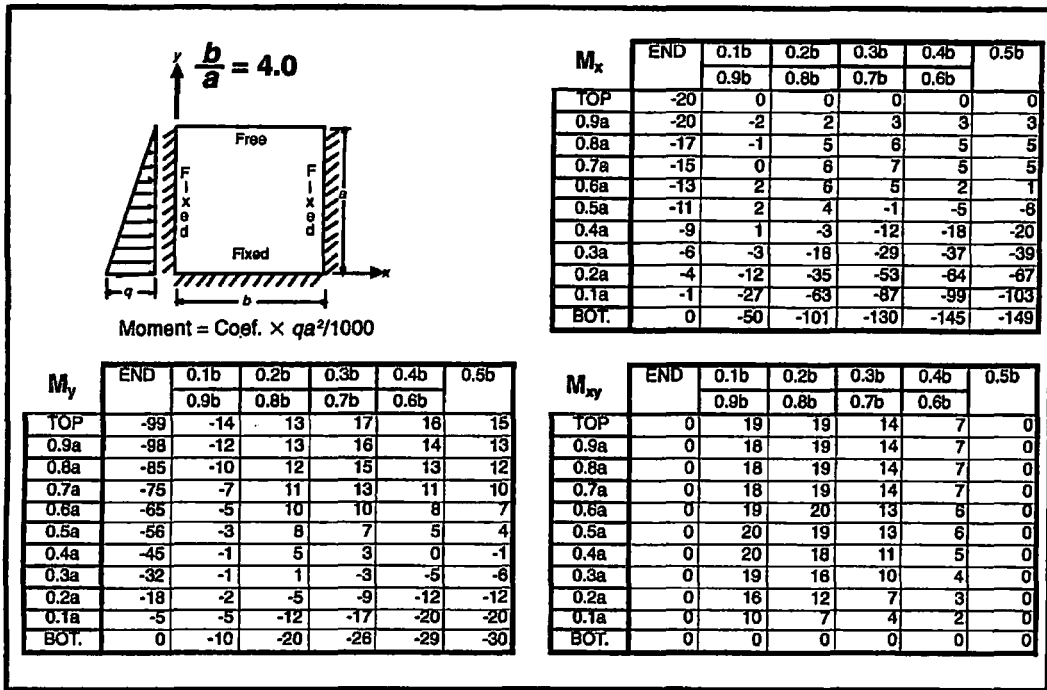 y b/a = 4.0
Free
Fixed
Fixed
a
Fixed
x
q
b
Moment = Coef. × qa²/1000
Mx END 0.1b 0.2b 0.3b 0.4b 0.5b
0.9b 0.8b 0.7b 0.6b
TOP -20 0 0 0 0 0
0.9a -20 -2 2 3 3 3
0.8a -17 -1 5 6 5 5
0.7a -15 0 6 7 5 5
0.6a -13 2 6 5 2 1
0.5a -11 2 4 -1 -5 -6
0.4a -9 1 -3 -12 -18 -20
0.3a -6 -3 -18 -29 -37 -39
0.2a -4 -12 -35 -53 -64 -67
0.1a -1 -27 -63 -87 -99 -103
BOT. 0 -50 -101 -130 -145 -149
My END 0.1b 0.2b 0.3b 0.4b 0.5b
0.9b 0.8b 0.7b 0.6b
TOP -99 -14 13 17 16 15
0.9a -98 -12 13 16 14 13
0.8a -85 -10 12 15 13 12
0.7a -75 -7 11 13 11 10
0.6a -65 -5 10 10 8 7
0.5a -56 -3 8 7 5 4
0.4a -45 -1 5 3 0 -1
0.3a -32 -1 1 -3 -5 -6
0.2a -18 -2 -5 -9 -12 -12
0.1a -5 -5 -12 -17 -20 -20
BOT. 0 -10 -20 -26 -29 -30
Mxy END 0.1b 0.2b 0.3b 0.4b 0.5b
0.9b 0.8b 0.7b 0.6b
TOP 0 19 19 14 7 0
0.9a 0 18 19 14 7 0
0.8a 0 18 19 14 7 0
0.7a 0 18 19 14 7 0
0.6a 0 19 20 13 6 0
0.5a 0 20 19 13 6 0
0.4a 0 20 18 11 5 0
0.3a 0 19 16 10 4 0
0.2a 0 16 12 7 3 0
0.1a 0 10 7 4 2 0
BOT. 0 0 0 0 0 0